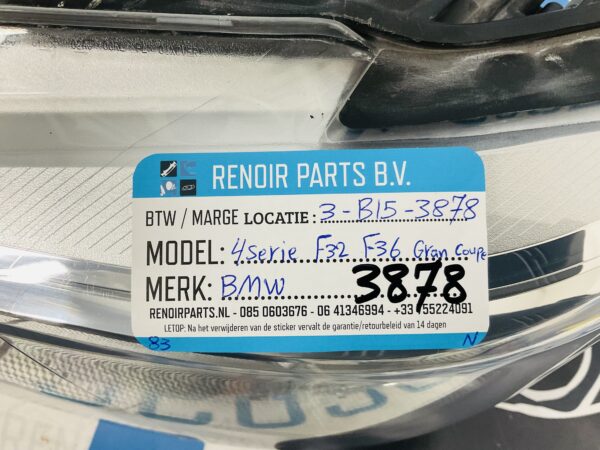 RENOIR PARTS B.V.
BTW / MARGE LOCATIE: 3-B15-3878
MODEL: 4serie F32 F36 Gran Coupe
MERK: BMW 3878
RENOIRPARTS.NL - 085 0603676 - 06 41346994 - +33 755224091
LETOP: Na het verwijderen van de sticker vervalt de garantie/retourbeleid van 14 dagen
83 N